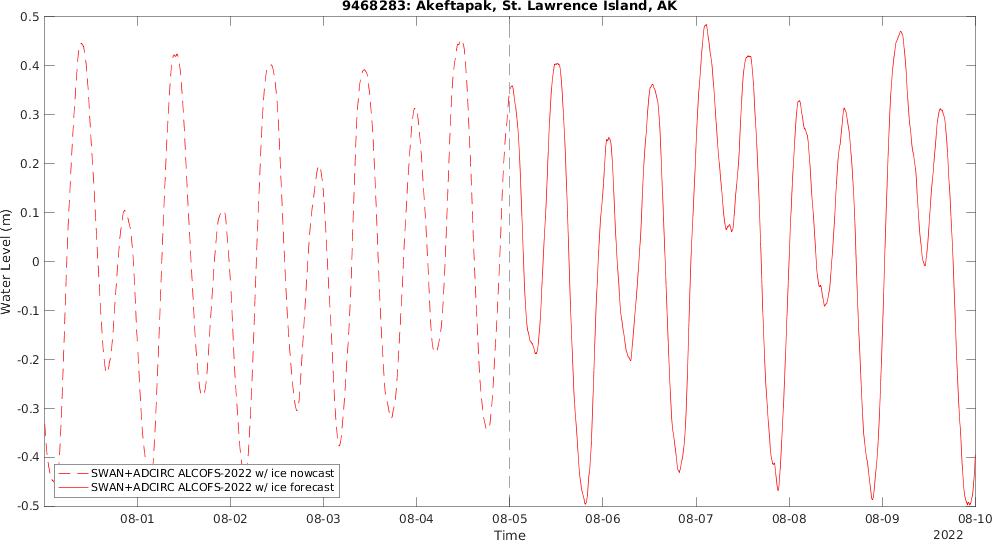 9468283: Akeftapak, St. Lawrence Island, AK
0.5
0.4
0.3
0.2
0.1
0
-0.1
-0.2
-0.3
-0.4
-0.5
Water Level (m)
SWAN+ADCIRC ALCOFS-2022 w/ ice nowcast
SWAN+ADCIRC ALCOFS-2022 w/ ice forecast
08-01 08-02 08-03 08-04 08-05 08-06 08-07 08-08 08-09 08-10
Time
2022